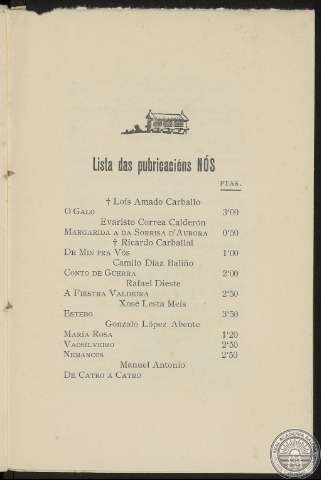 Lista das pubricacións NÓS
PTAS.
† Lois Amado Carballo
O Galo 3'00
Evaristo Correa Calderón
Margarida a da Sorrisa d'Aurora 0'50
† Ricardo Carballal
De Min pra Vós 1'00
Camilo Díaz Baliño
Conto de Guerra 2'00
Rafael Dieste
A Fiestra Valdeira 2'50
Xosé Lesta Meis
Estebo 3'50
Gonzalo López Abente
María Rosa 1'20
Vaosilveiro 2'50
Nemancos 2'50
Manuel Antonio
De Catro a Catro